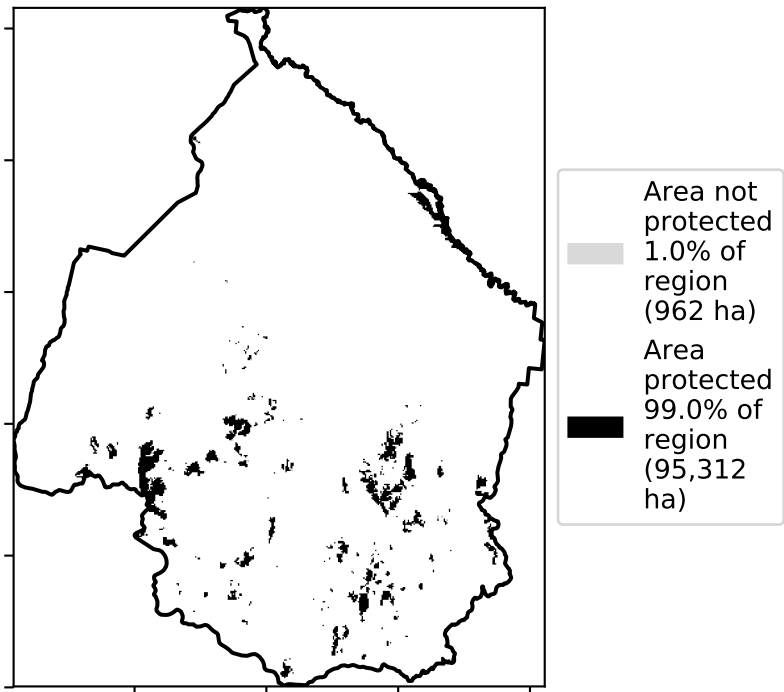 Area not
protected
1.0% of
region
(962 ha)
Area
protected
99.0% of
region
(95,312
ha)